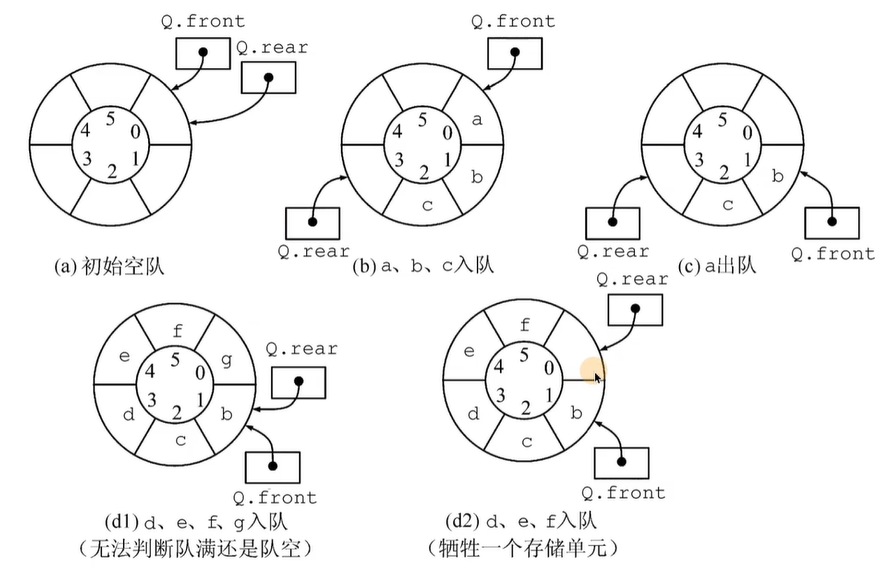 Q.front
Q.rear
4 5 0
3 2 1
(a) 初始空队
Q.front
a
4 5 0
3 2 1
b
c
Q.rear
(b) a、b、c入队
4 5 0
3 2 1
b
c
Q.rear
Q.front
(c) a出队
f
e
g
4 5 0
3 2 1
d
b
c
Q.rear
Q.front
(d1) d、e、f、g入队
(无法判断队满还是队空)
Q.rear
f
e
4 5 0
3 2 1
d
b
c
Q.front
(d2) d、e、f入队
(牺牲一个存储单元)